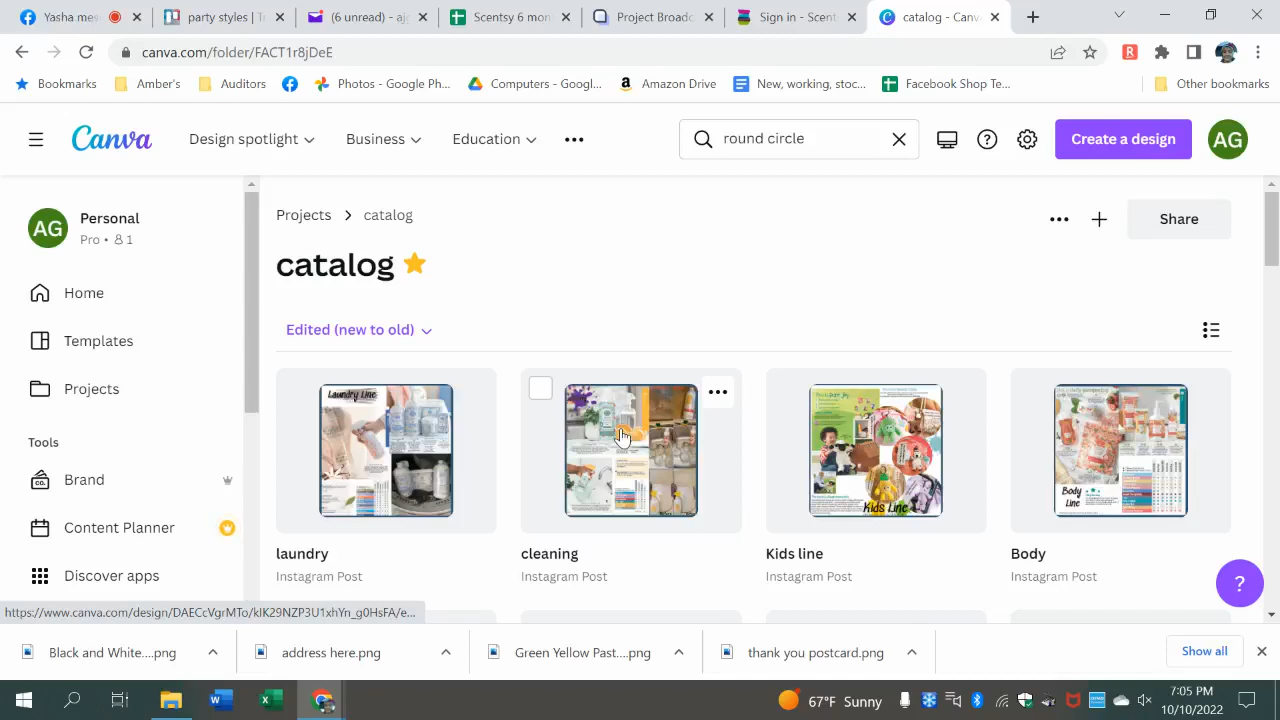 Yasha mes
party styles | T
(6 unread) - aj
Scentsy 6 mon
Project Broad
Sign in - Scent
catalog - Canv
canva.com/folder/FACT1r8jDeE
Bookmarks
Amber's
Auditors
Photos - Google Ph...
Computers - Googl...
Amazon Drive
New, working, stoc...
Facebook Shop Te...
Other bookmarks
Canva
Design spotlight
Business
Education
round circle
Create a design
AG
AG
Personal
Pro • 1
Projects > catalog
Share
catalog
Home
Templates
Projects
Edited (new to old)
Tools
Brand
Content Planner
Discover apps
Laundry Line
Kids Line
Body
Line
laundry
Instagram Post
cleaning
Instagram Post
Kids line
Instagram Post
Body
Instagram Post
?
https://www.canva.com/design/DAECcVgrMTo/kIK29NZP3U1xhYn_g0HsFA/e...
Black and White....png
address here.png
Green Yellow Past....png
thank you postcard.png
Show all
67°F Sunny
7:05 PM
10/10/2022